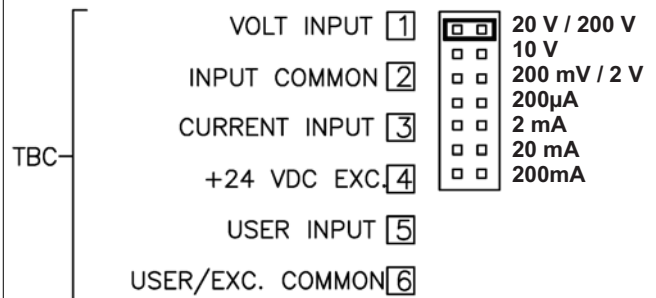 VOLT INPUT 1
INPUT COMMON 2
CURRENT INPUT 3
TBC
+24 VDC EXC. 4
USER INPUT 5
USER/EXC. COMMON 6
20 V / 200 V
10 V
200 mV / 2 V
200µA
2 mA
20 mA
200mA